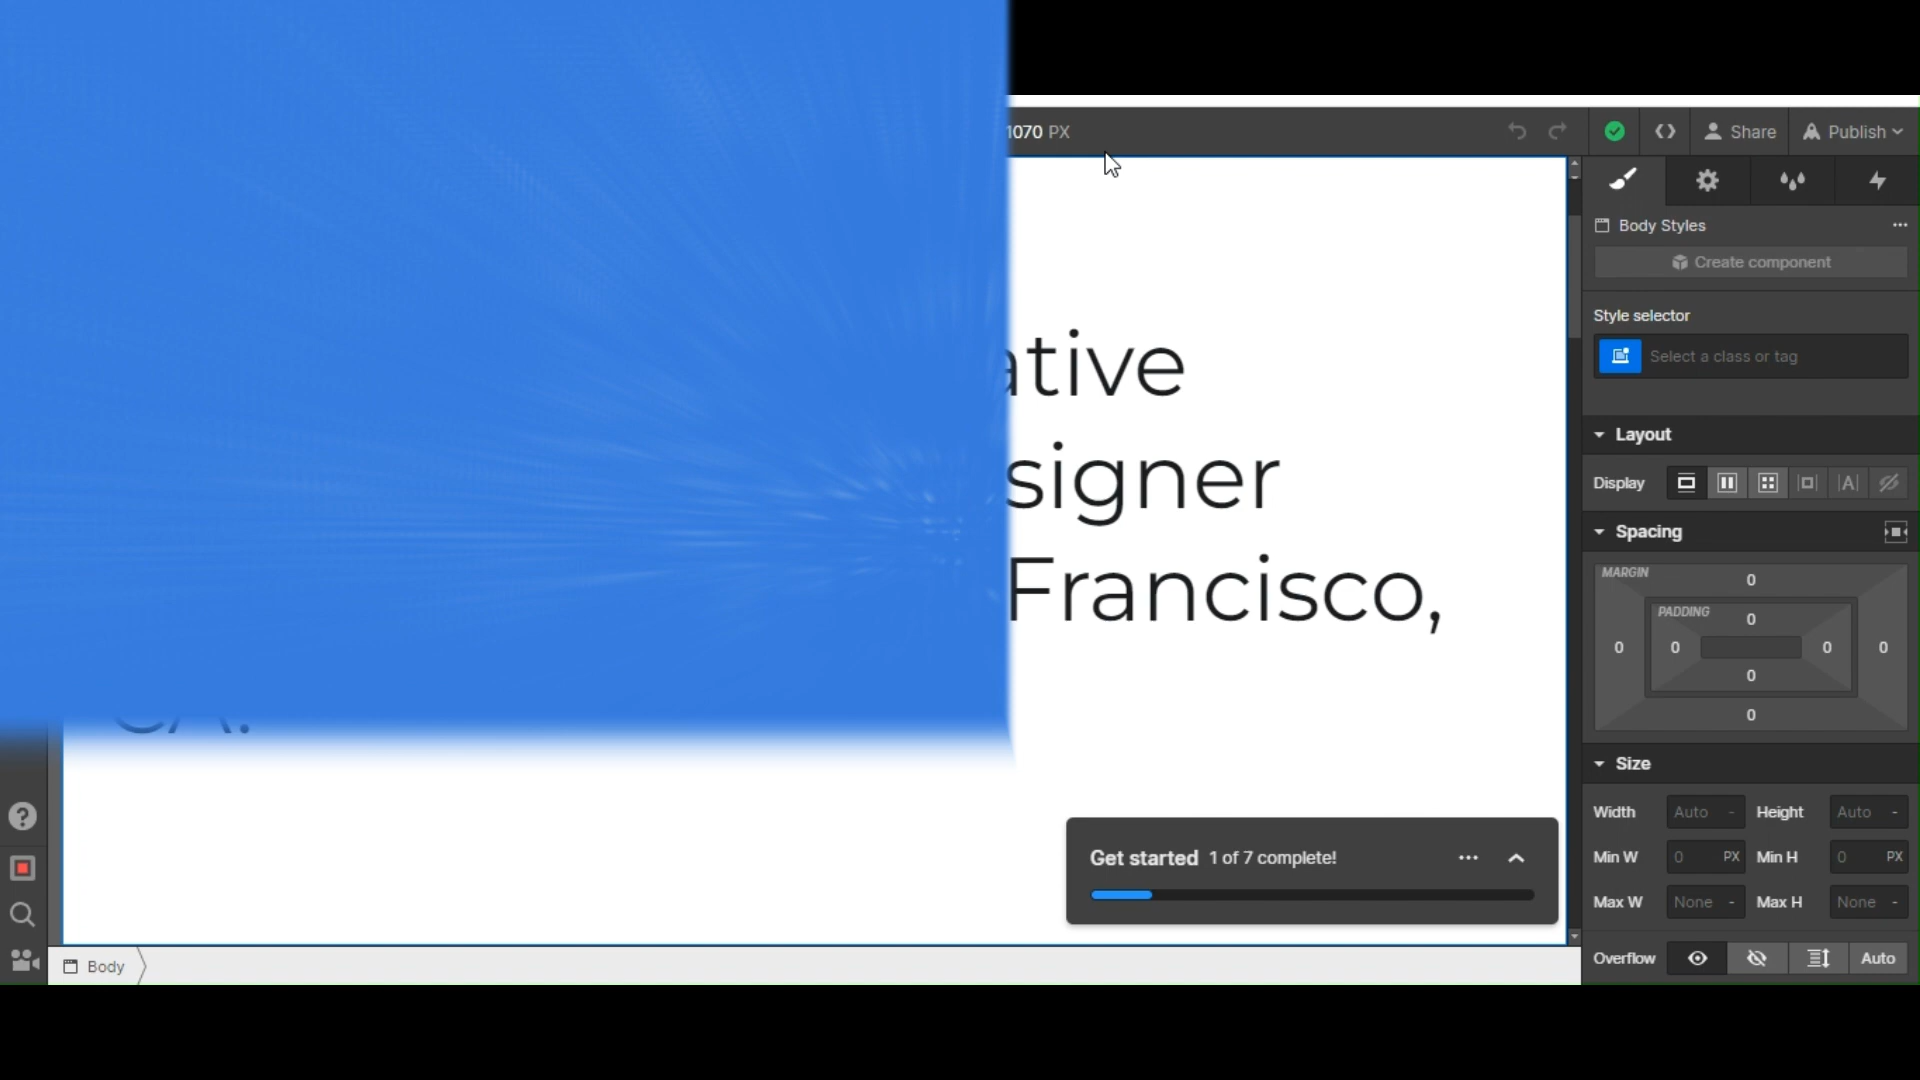 1070 PX
Share
Publish
Body Styles
Create component
Style selector
Select a class or tag
ative
signer
Francisco,
CA.
Layout
Display
A
Spacing
MARGIN
0
PADDING
0
0 0 0 0
0
0
Size
Width Auto - Height Auto -
Min W 0 PX Min H 0 PX
Max W None - Max H None -
Overflow Auto
Get started 1 of 7 complete!
Body